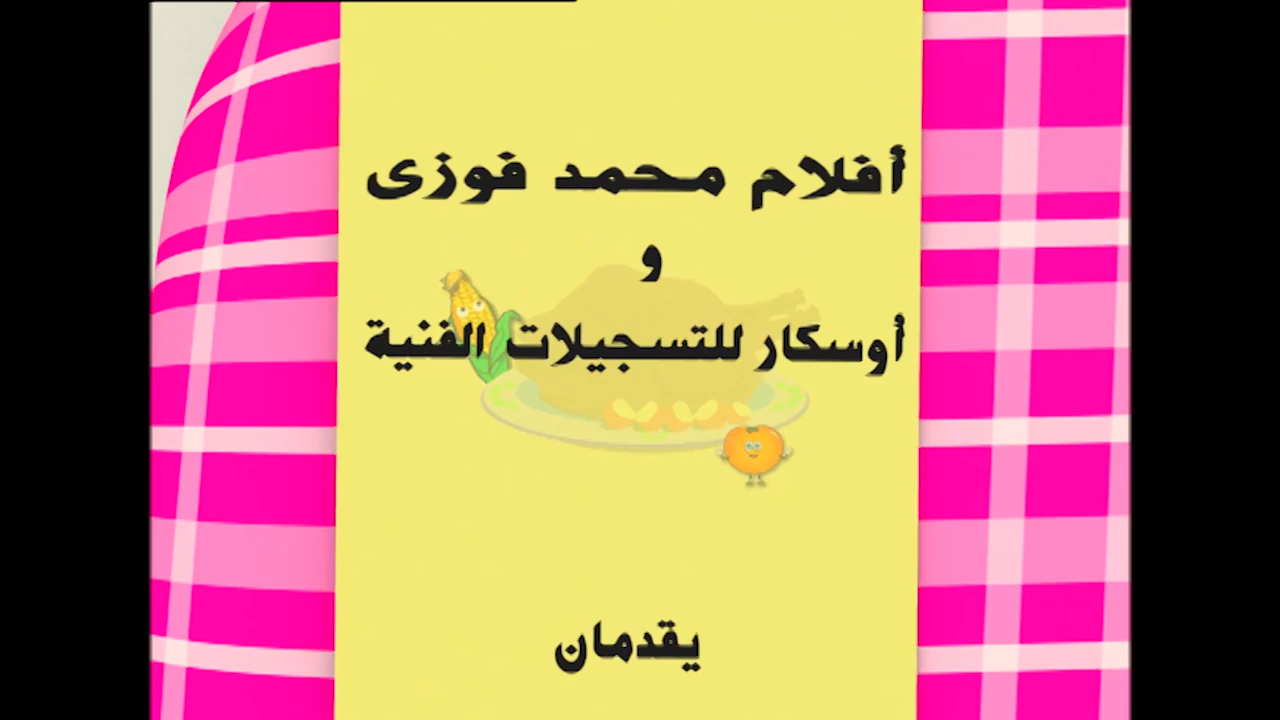 أفلام محمد فوزى
و
أوسكار للتسجيلات الفنية
يقدمان